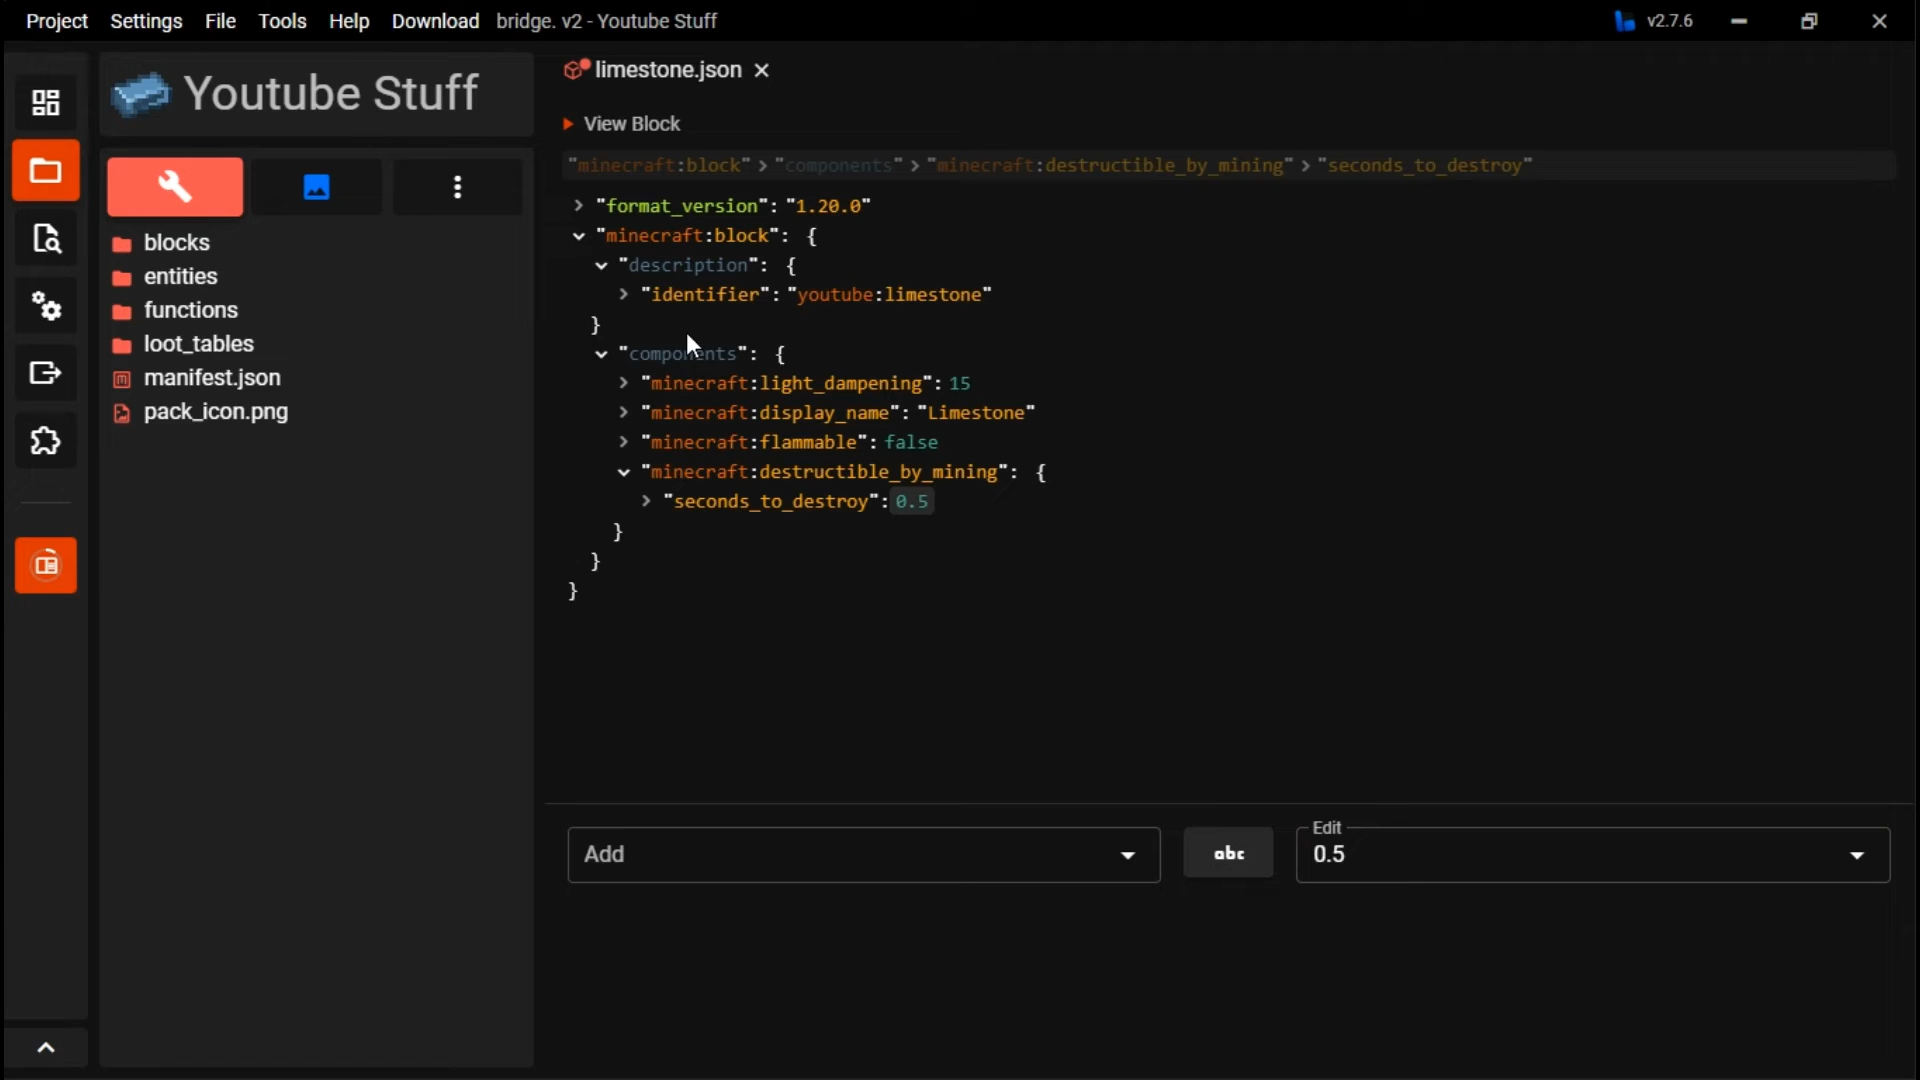 Project Settings File Tools Help Download bridge. v2 - Youtube Stuff v2.7.6
Youtube Stuff
blocks
entities
functions
loot_tables
manifest.json
pack_icon.png
limestone.json
View Block
"minecraft:block" > "components" > "minecraft:destructible_by_mining" > "seconds_to_destroy"
"format_version": "1.20.0"
"minecraft:block": {
"description": {
"identifier": "youtube:limestone"
}
"components": {
"minecraft:light_dampening": 15
"minecraft:display_name": "Limestone"
"minecraft:flammable": false
"minecraft:destructible_by_mining": {
"seconds_to_destroy": 0.5
}
}
}
Add
abc
Edit
0.5